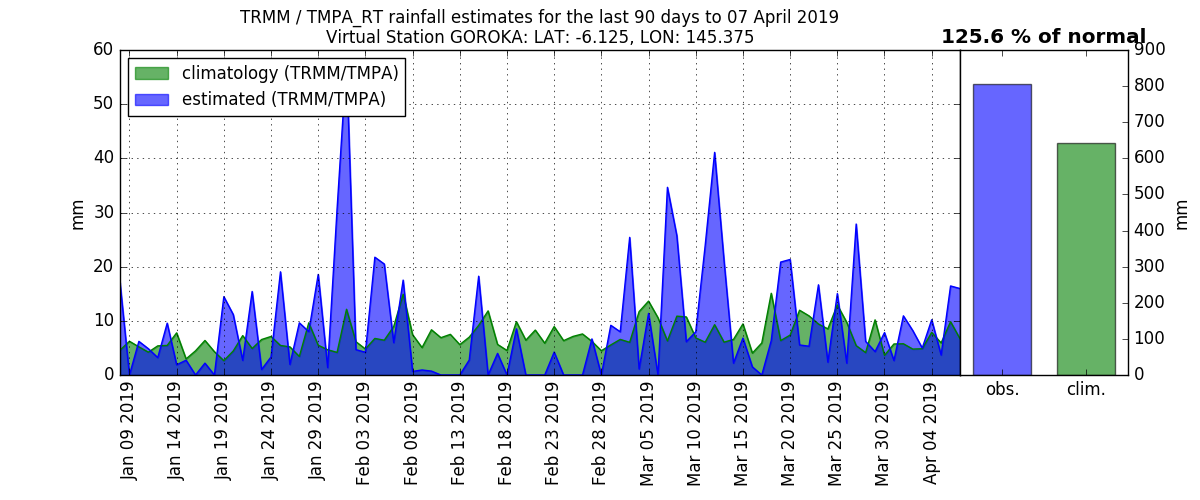 TRMM / TMPA_RT rainfall estimates for the last 90 days to 07 April 2019
Virtual Station GOROKA: LAT: -6.125, LON: 145.375
125.6 % of normal
climatology (TRMM/TMPA)
estimated (TRMM/TMPA)
60
50
40
30
20
10
0
mm
900
800
700
600
500
400
300
200
100
0
mm
obs.
clim.
Jan 09 2019
Jan 14 2019
Jan 19 2019
Jan 24 2019
Jan 29 2019
Feb 03 2019
Feb 08 2019
Feb 13 2019
Feb 18 2019
Feb 23 2019
Feb 28 2019
Mar 05 2019
Mar 10 2019
Mar 15 2019
Mar 20 2019
Mar 25 2019
Mar 30 2019
Apr 04 2019